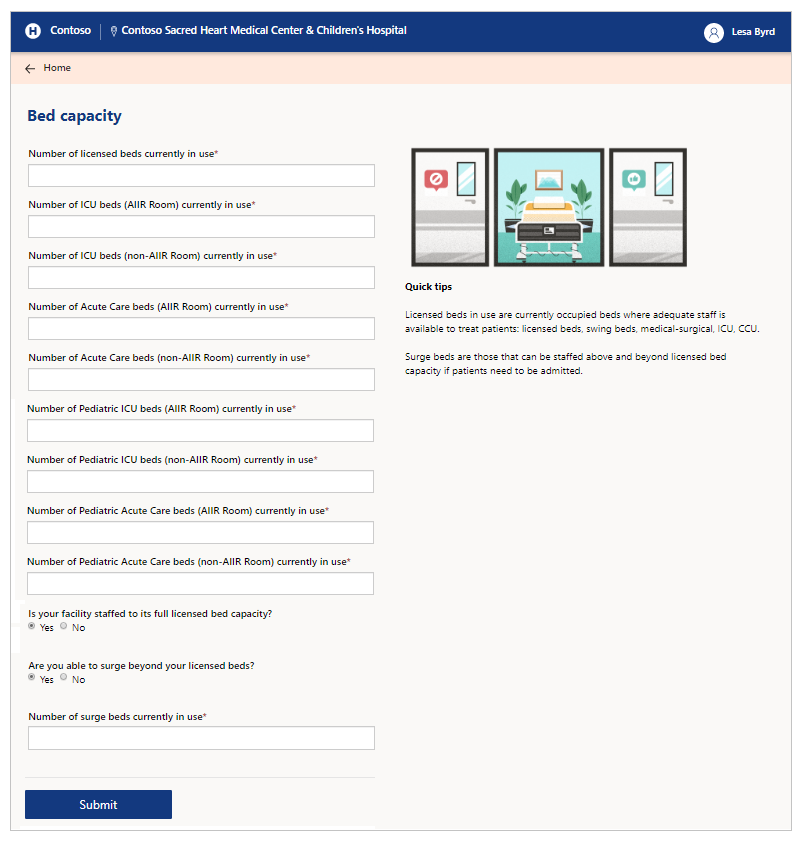 H Contoso Contoso Sacred Heart Medical Center & Children's Hospital Lesa Byrd
Home
Bed capacity
Number of licensed beds currently in use*
Number of ICU beds (AIIR Room) currently in use*
Number of ICU beds (non-AIIR Room) currently in use*
Number of Acute Care beds (AIIR Room) currently in use*
Number of Acute Care beds (non-AIIR Room) currently in use*
Number of Pediatric ICU beds (AIIR Room) currently in use*
Number of Pediatric ICU beds (non-AIIR Room) currently in use*
Number of Pediatric Acute Care beds (AIIR Room) currently in use*
Number of Pediatric Acute Care beds (non-AIIR Room) currently in use*
Is your facility staffed to its full licensed bed capacity?
Yes No
Are you able to surge beyond your licensed beds?
Yes No
Number of surge beds currently in use*
Submit
Quick tips
Licensed beds in use are currently occupied beds where adequate staff is
available to treat patients: licensed beds, swing beds, medical-surgical, ICU, CCU.
Surge beds are those that can be staffed above and beyond licensed bed
capacity if patients need to be admitted.